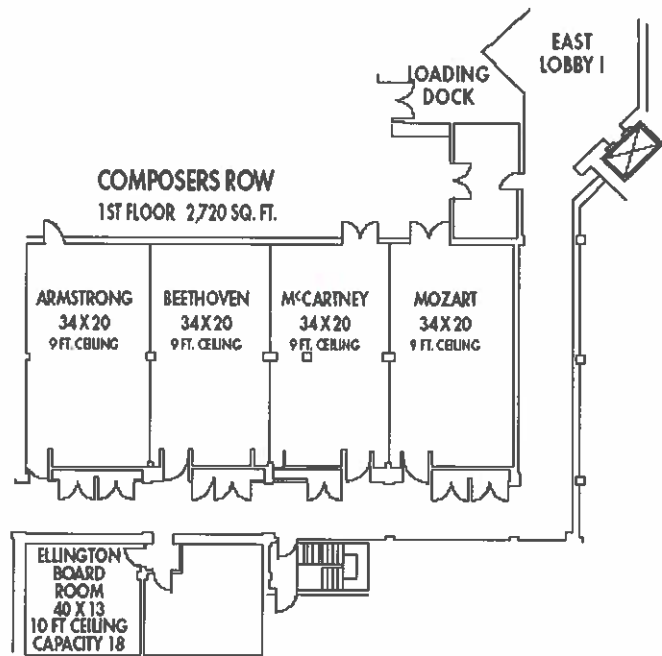 EAST
LOBBY I
LOADING
DOCK
COMPOSERS ROW
1ST FLOOR 2,720 SQ. FT.
ARMSTRONG
34 X 20
9 FT. CEILING
BEETHOVEN
34 X 20
9 FT. CEILING
McCARTNEY
34 X 20
9 FT. CEILING
MOZART
34 X 20
9 FT. CEILING
ELLINGTON
BOARD
ROOM
40 X 13
10 FT CEILING
CAPACITY 18